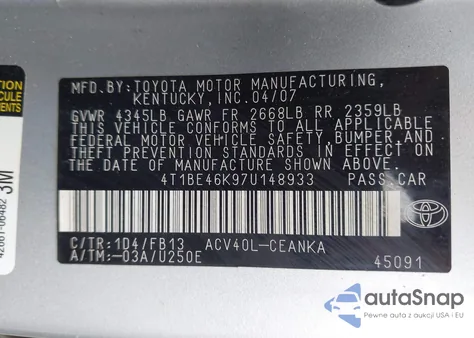 MFD.BY: TOYOTA MOTOR MANUFACTURING,
KENTUCKY, INC. 04/07
GVWR 4345LB GAWR FR 2668LB RR 2359LB
THIS VEHICLE CONFORMS TO ALL APPLICABLE
FEDERAL MOTOR VEHICLE SAFETY, BUMPER, AND
THEFT PREVENTION STANDARDS IN EFFECT ON
THE DATE OF MANUFACTURE SHOWN ABOVE.
4T1BE46K97U148933 PASS.CAR
C/TR:1D4/FB13 ACV40L-CEANKA
A/TM:-03A/U250E 45091
TOYOTA
3M
autoSnap
Pewne auta z aukcji USA i EU